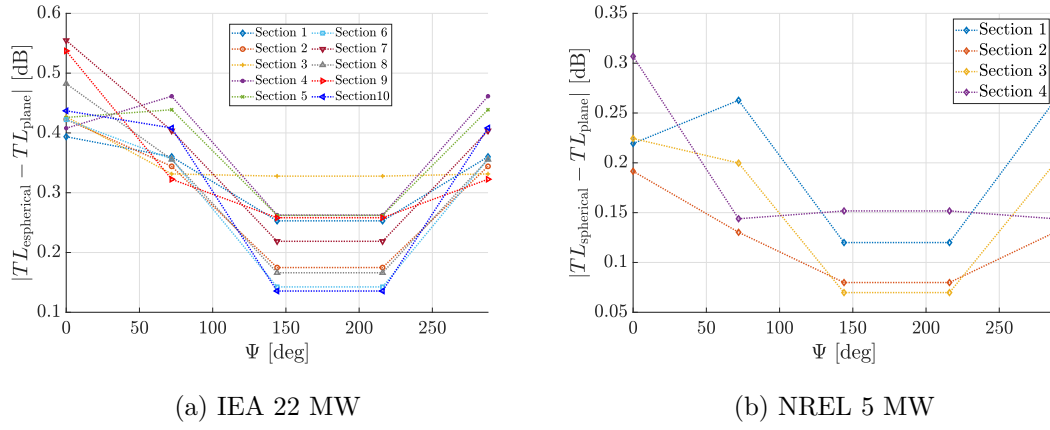 |TL_espherical − TL_plane| [dB]
0.6
0.5
0.4
0.3
0.2
0.1
0 50 100 150 200 250
Ψ [deg]
Section 1 Section 6
Section 2 Section 7
Section 3 Section 8
Section 4 Section 9
Section 5 Section10
(a) IEA 22 MW
|TL_spherical − TL_plane| [dB]
0.35
0.3
0.25
0.2
0.15
0.1
0.05
0 50 100 150 200 250
Ψ [deg]
Section 1
Section 2
Section 3
Section 4
(b) NREL 5 MW